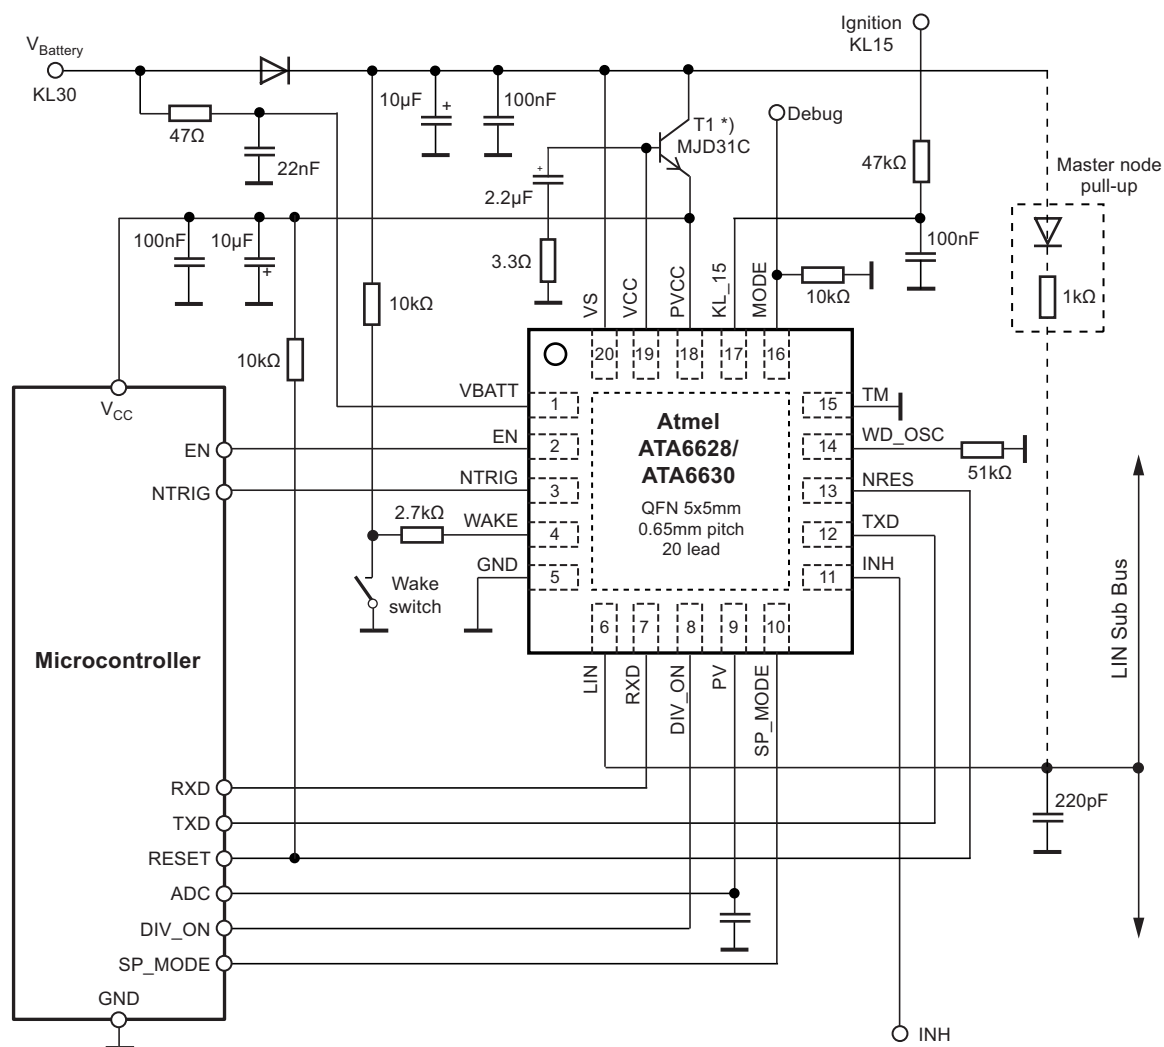 Ignition
KL15
VBattery
KL30
47Ω
22nF
10µF
+
100nF
T1 *)
MJD31C
Debug
47kΩ
Master node
pull-up
+
2.2µF
3.3Ω
100nF
10µF
+
100nF
10kΩ
1kΩ
10kΩ
10kΩ
VS
VCC
PVCC
KL_15
MODE
20
19
18
17
16
VCC
VBATT
1
15
TM
EN
EN
2
14
WD_OSC
51kΩ
NTRIG
NTRIG
3
13
NRES
2.7kΩ
WAKE
4
12
TXD
GND
5
11
INH
Atmel
ATA6628/
ATA6630
QFN 5x5mm
0.65mm pitch
20 lead
Wake
switch
6
7
8
9
10
LIN
RXD
DIV_ON
PV
SP_MODE
LIN Sub Bus
Microcontroller
RXD
TXD
RESET
ADC
DIV_ON
SP_MODE
GND
220pF
INH